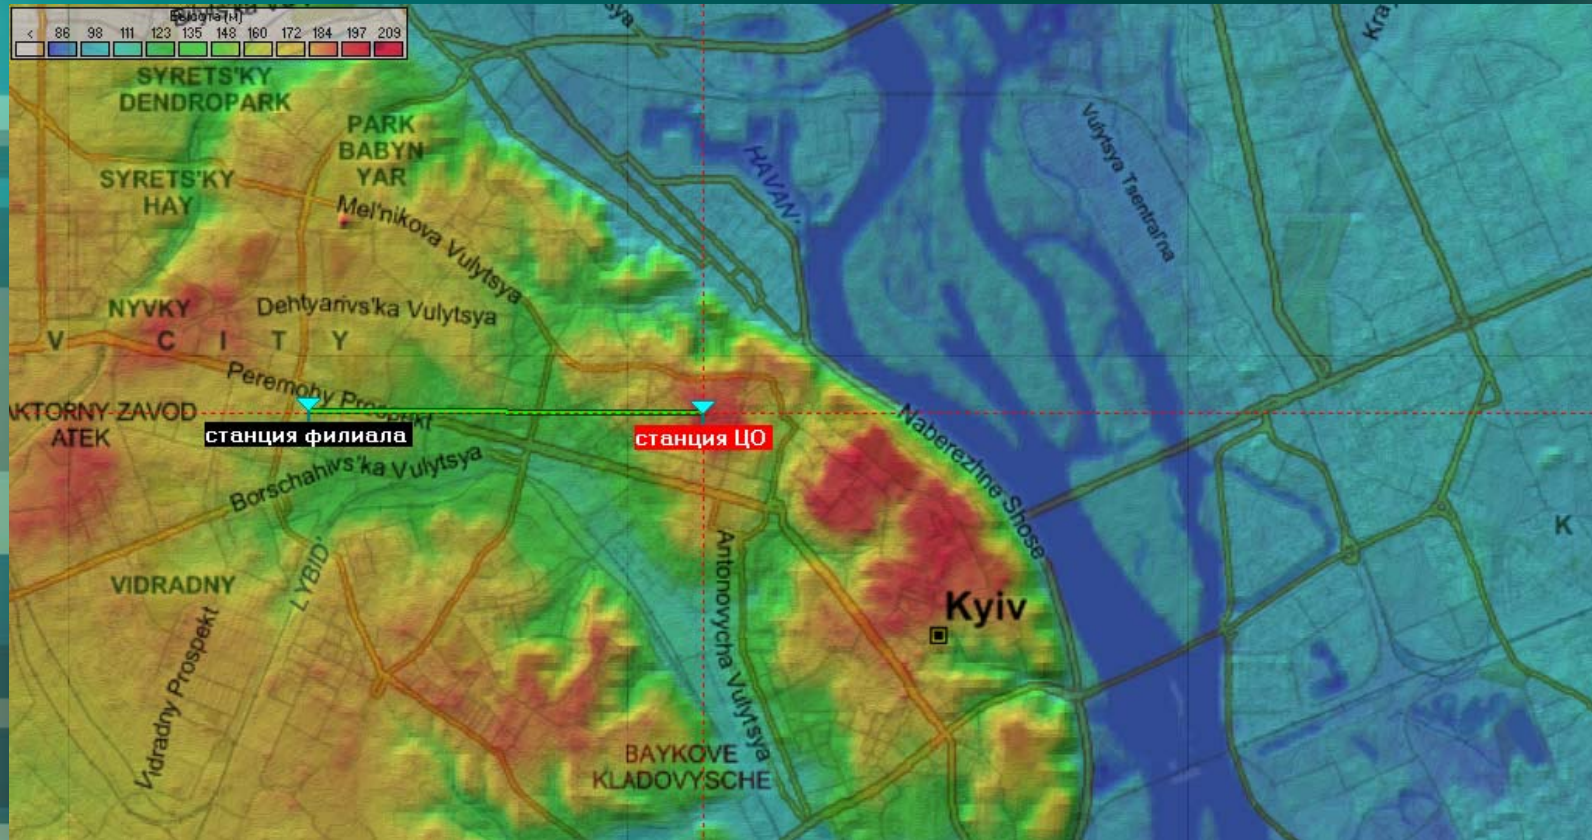 Высота (м)
< 86 98 111 123 135 148 160 172 184 197 209
SYRETS'KY
DENDROPARK
PARK
BABYN
YAR
SYRETS'KY
HAY
Mel'nikova Vulytsya
HAVAN'
Vulytsya Tsentral'na
NYVKY
Dehtyarivs'ka Vulytsya
V C I T Y
Peremohy Prospekt
AKTORNY ZAVOD
ATEK
станция филиала
станция ЦО
Naberezhne Shose
Borschahivs'ka Vulytsya
K
LYBID'
VIDRADNY
Vidradny Prospekt
Antonovycha Vulytsya
Kyiv
BAYKOVE
KLADOVYSCHE